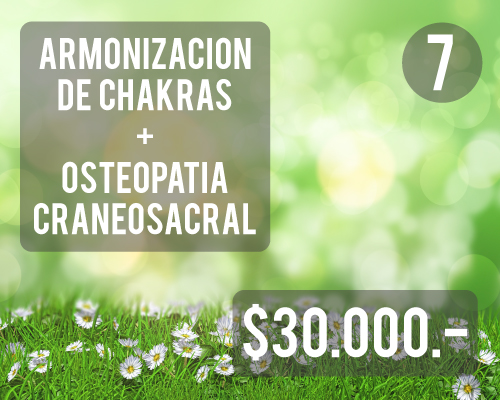 ARMONIZACION
DE CHAKRAS
+
OSTEOPATIA
CRANEOSACRAL
7
$30.000.-